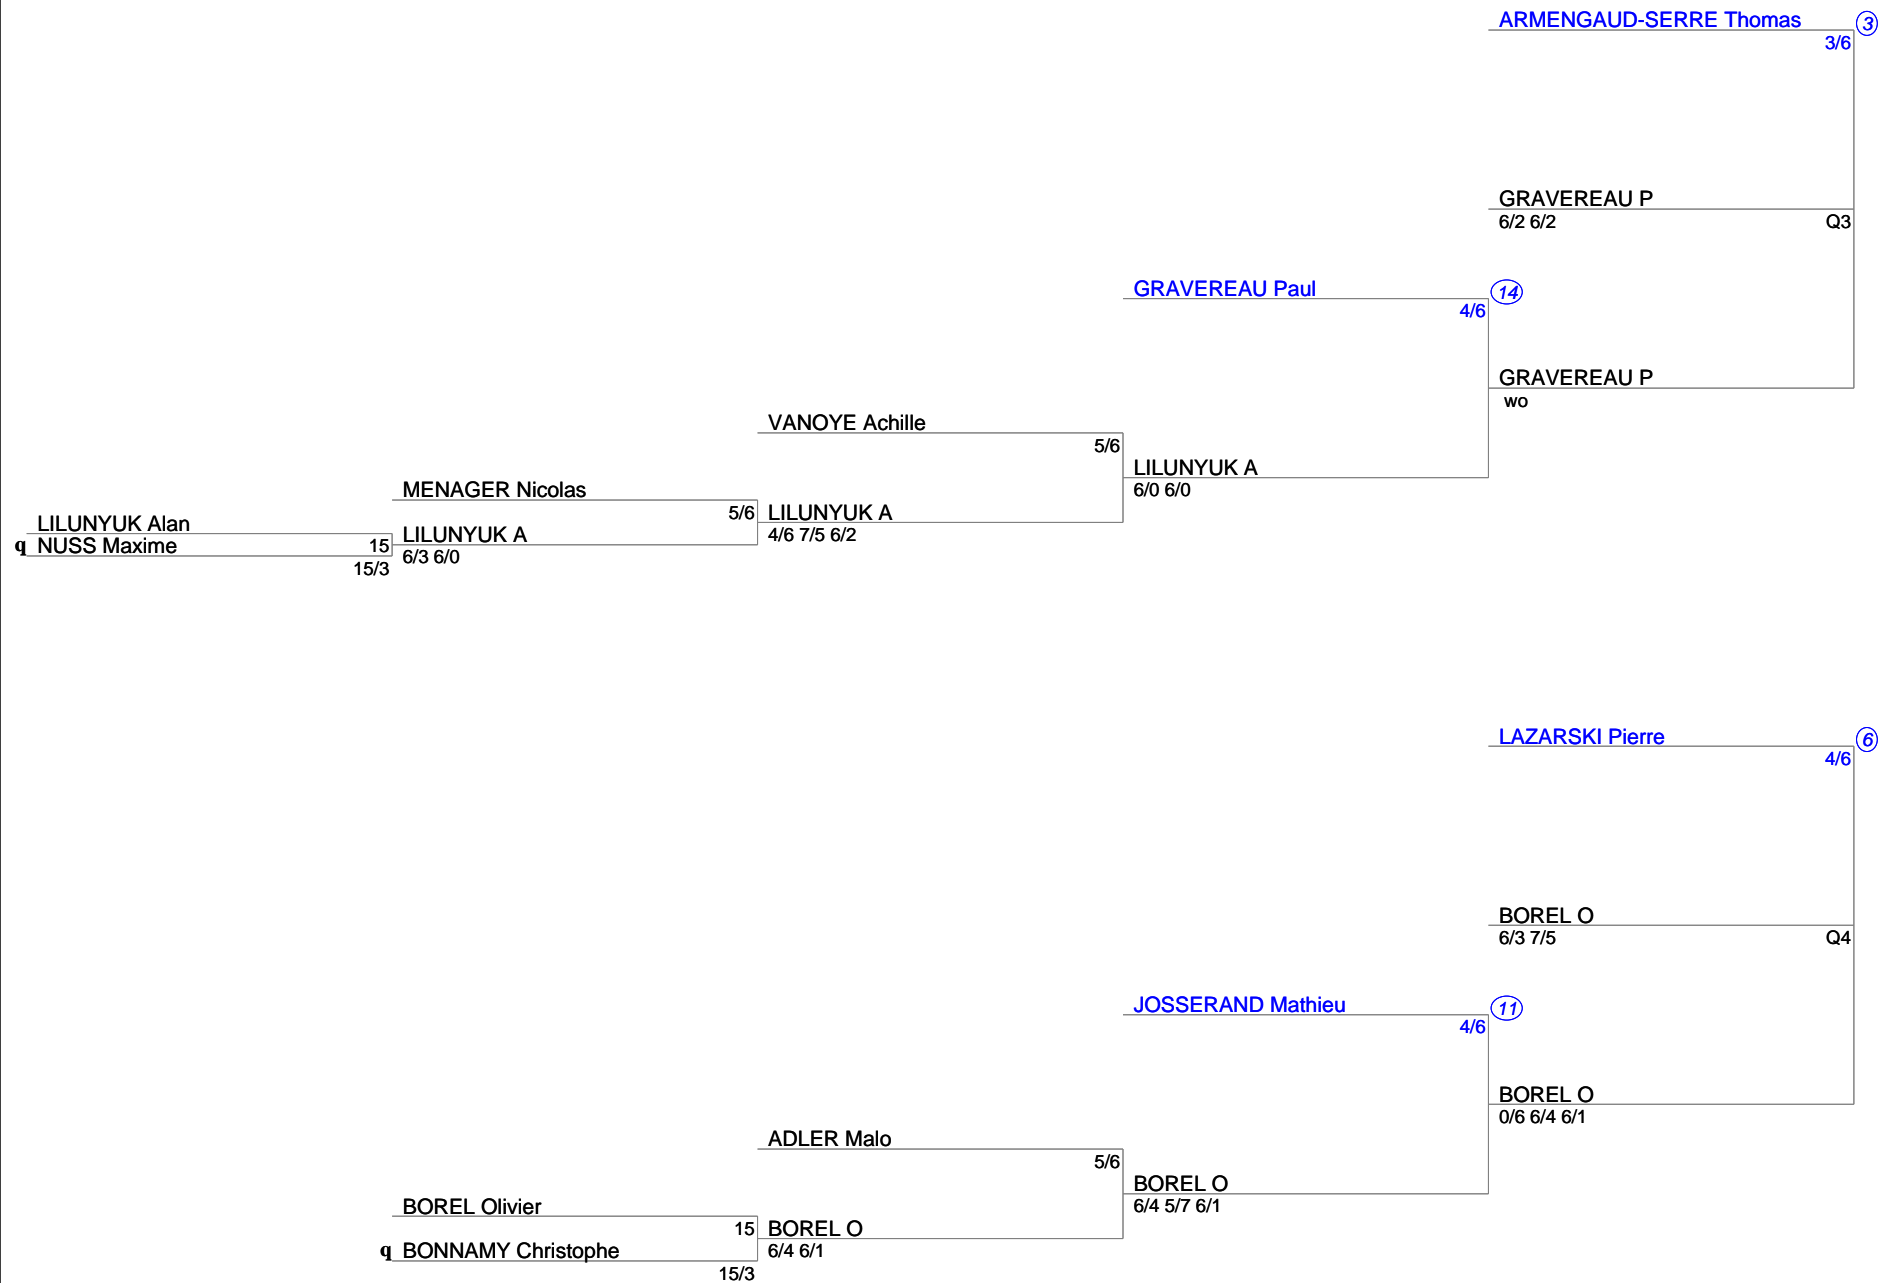 ARMENGAUD-SERRE Thomas 3
3/6
GRAVEREAU P
6/2 6/2 Q3
GRAVEREAU Paul 14
4/6
GRAVEREAU P
wo
VANOYE Achille
5/6
LILUNYUK A
6/0 6/0
MENAGER Nicolas
5/6
LILUNYUK A
4/6 7/5 6/2
LILUNYUK Alan
15
LILUNYUK A
6/3 6/0
q NUSS Maxime
15/3
LAZARSKI Pierre 6
4/6
BOREL O
6/3 7/5 Q4
JOSSERAND Mathieu 11
4/6
BOREL O
0/6 6/4 6/1
ADLER Malo
5/6
BOREL O
6/4 5/7 6/1
BOREL Olivier
15
BOREL O
6/4 6/1
q BONNAMY Christophe
15/3